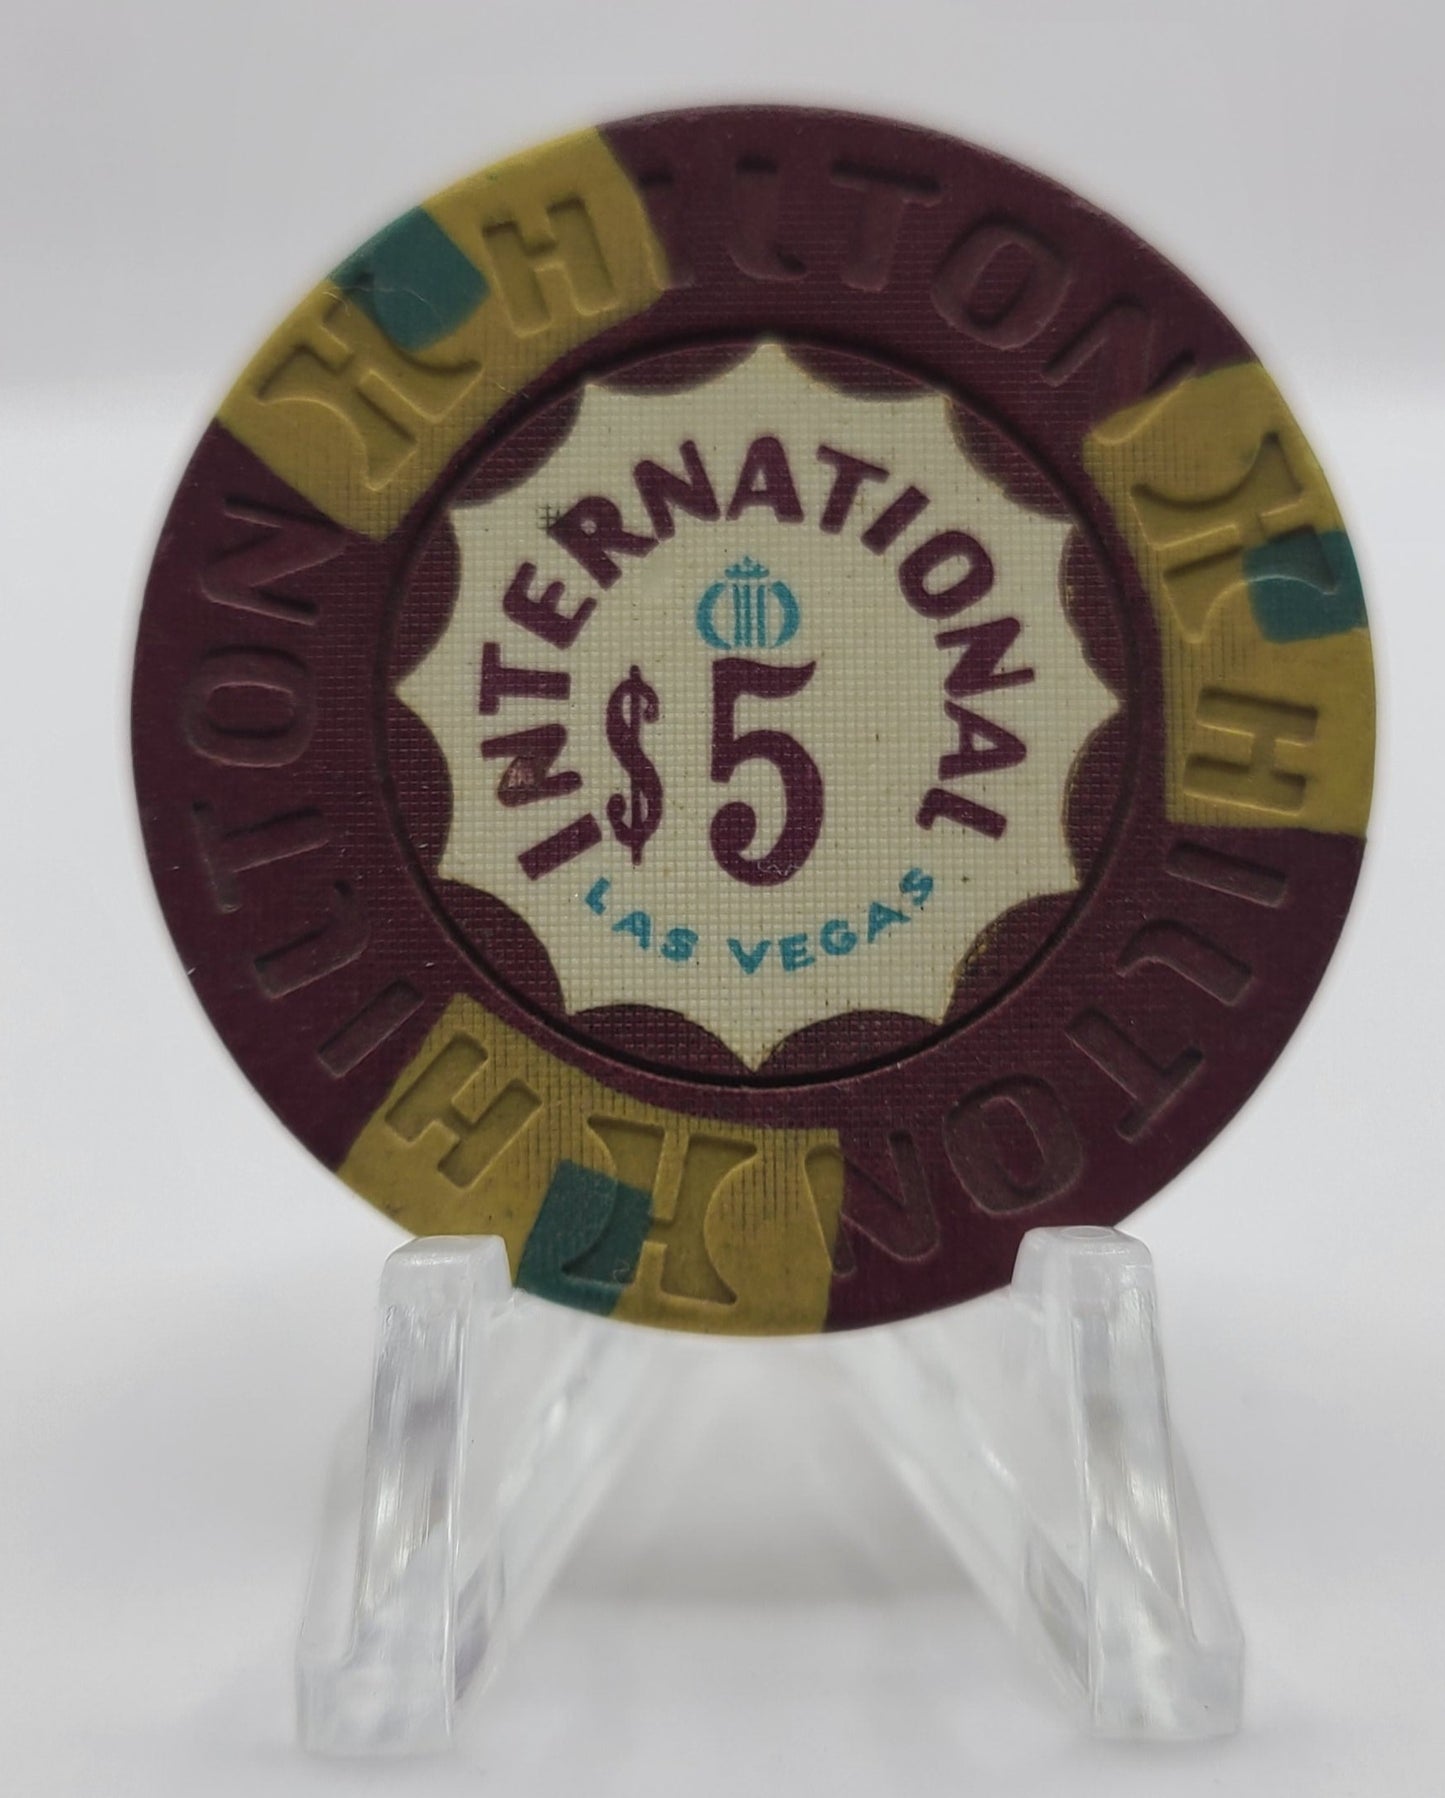 H HILTON
H HILTON
H HILTON
INTERNATIONAL
$5
LAS VEGAS